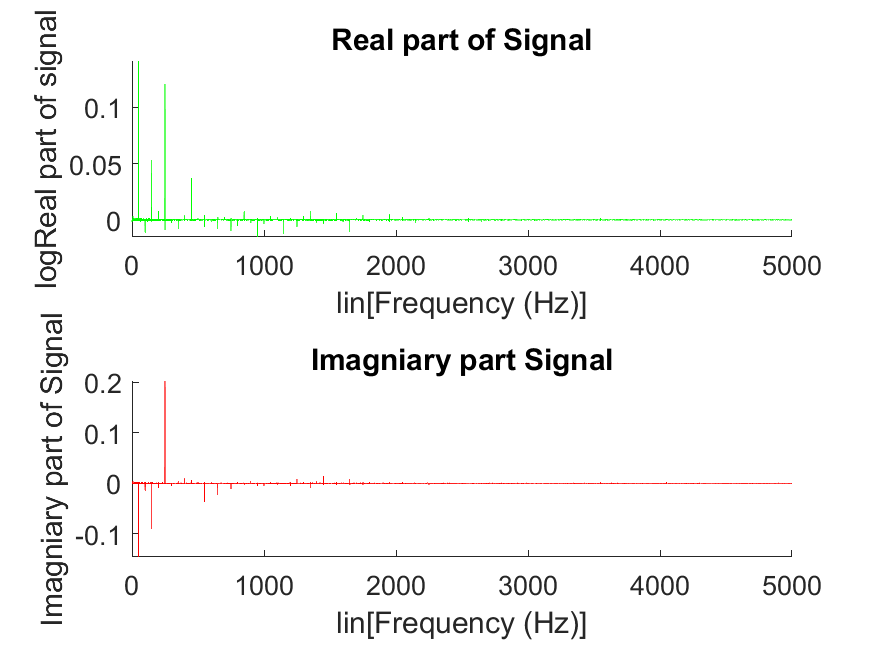 Real part of Signal
logReal part of signal
0.1
0.05
0
0 1000 2000 3000 4000 5000
lin[Frequency (Hz)]
Imagniary part Signal
Imagniary part of Signal
0.2
0.1
0
-0.1
0 1000 2000 3000 4000 5000
lin[Frequency (Hz)]